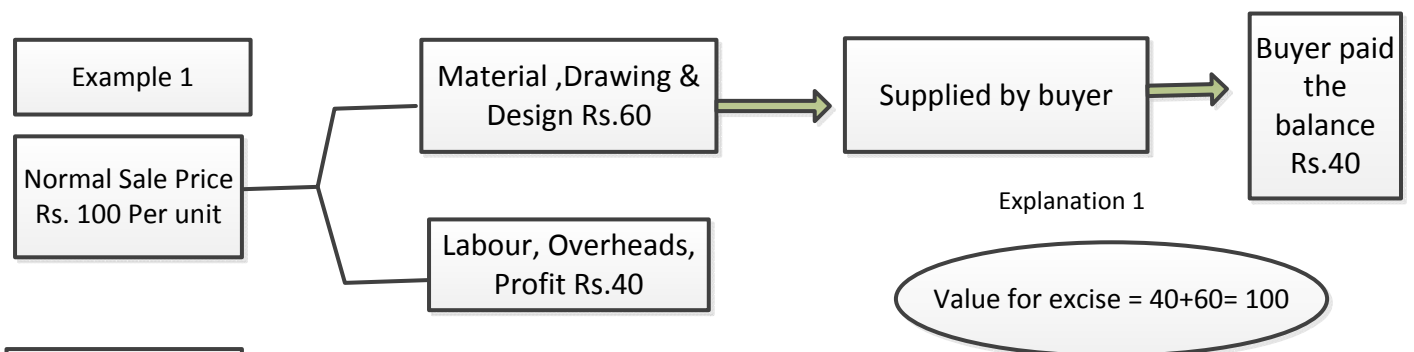 Example 1
Normal Sale Price
Rs. 100 Per unit
Material ,Drawing &
Design Rs.60
Labour, Overheads,
Profit Rs.40
Supplied by buyer
Buyer paid
the
balance
Rs.40
Explanation 1
Value for excise = 40+60= 100